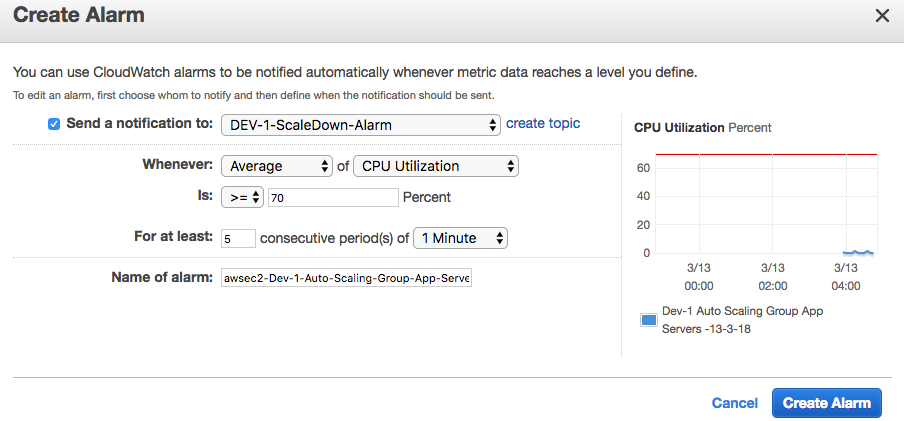 Create Alarm
You can use CloudWatch alarms to be notified automatically whenever metric data reaches a level you define.
To edit an alarm, first choose whom to notify and then define when the notification should be sent.
Send a notification to: DEV-1-ScaleDown-Alarm create topic
Whenever: Average of CPU Utilization
Is: >= 70 Percent
For at least: 5 consecutive period(s) of 1 Minute
Name of alarm: awsec2-Dev-1-Auto-Scaling-Group-App-Serve
CPU Utilization Percent
60
40
20
0
3/13 3/13 3/13
00:00 02:00 04:00
Dev-1 Auto Scaling Group App
Servers -13-3-18
Cancel Create Alarm